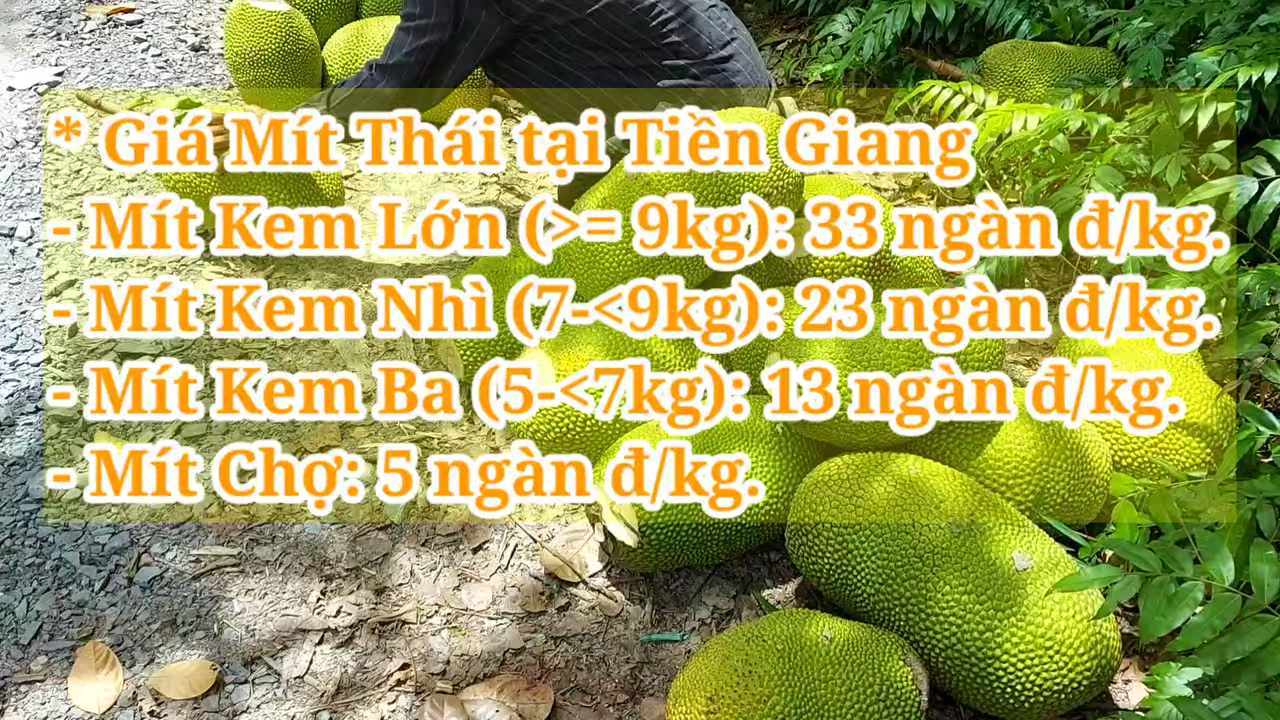 * Giá Mít Thái tại Tiền Giang
- Mít Kem Lớn (>= 9kg): 33 ngàn đ/kg.
- Mít Kem Nhì (7-<9kg): 23 ngàn đ/kg.
- Mít Kem Ba (5-<7kg): 13 ngàn đ/kg.
- Mít Chợ: 5 ngàn đ/kg.